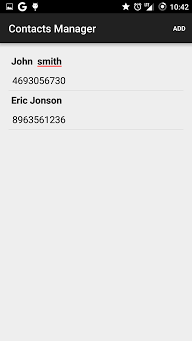 10:42
Contacts Manager ADD
John smith
4693056730
Eric Jonson
8963561236